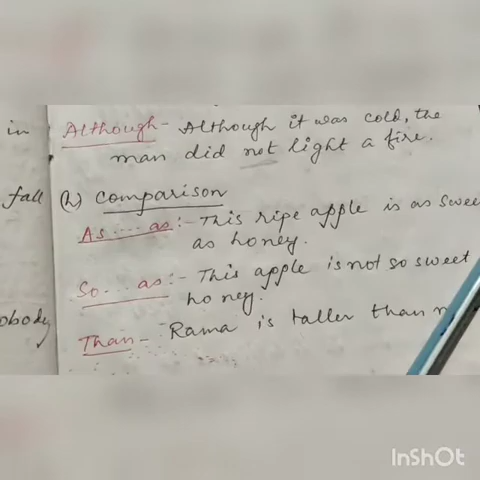 in
Although - Although it was cold, the
man did not light a fire.
fall
(h) comparison
As .... as :- This ripe apple is as swee
as honey.
So ... as :- This apple is not so sweet
honey.
obody
Than - Rama is taller than
InShOt